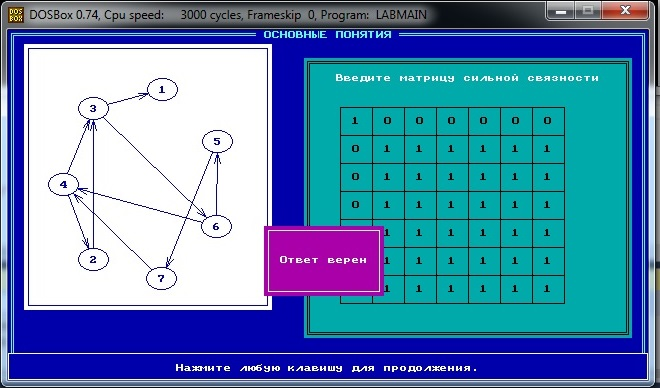 DOSBox 0.74, Cpu speed: 3000 cycles, Frameskip 0, Program: LABMAIN
ОСНОВНЫЕ ПОНЯТИЯ
Введите матрицу сильной связности
1
3
5
4
6
2
7
1 0 0 0 0 0 0
0 1 1 1 1 1 1
0 1 1 1 1 1 1
0 1 1 1 1 1 1
1 1 1 1 1 1
1 1 1 1 1 1
1 1 1 1 1 1
Ответ верен
Нажмите любую клавишу для продолжения.